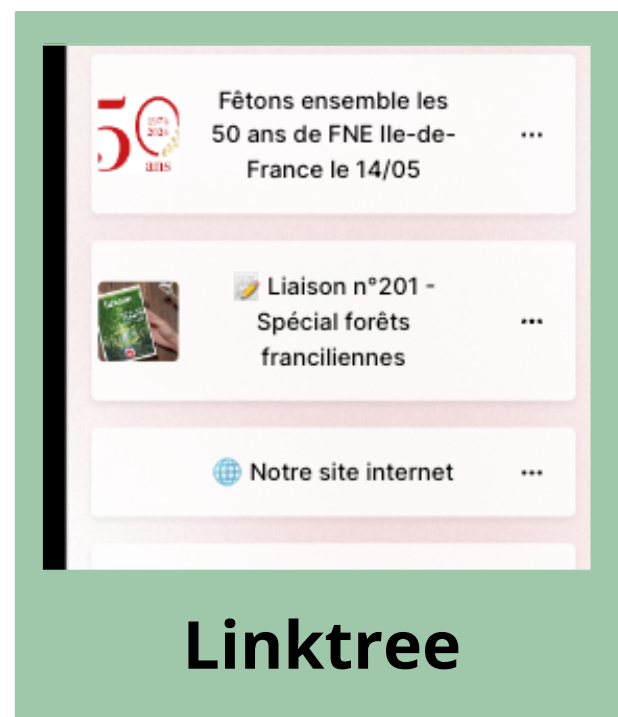 Fêtons ensemble les
50 ans de FNE Ile-de-
France le 14/05
50
ans
Liaison n°201 -
Spécial forêts
franciliennes
Notre site internet
Linktree